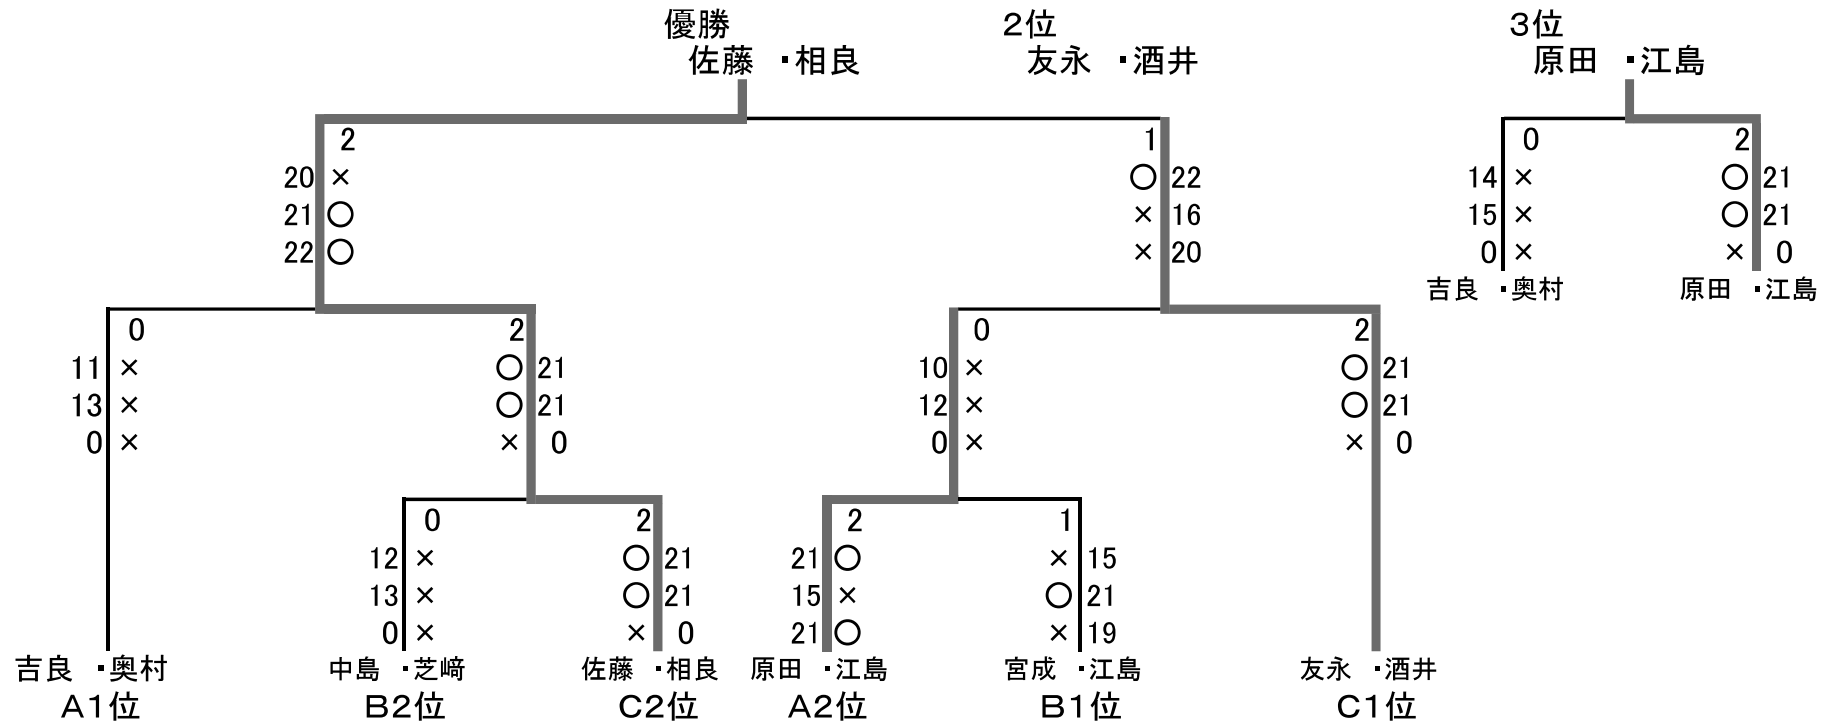 優勝 ２位 ３位
佐藤 ・相良 友永 ・酒井 原田 ・江島
2 1 0 2
20 × ○ 22 14 × ○ 21
21 ○ × 16 15 × ○ 21
22 ○ × 20 0 × × 0
吉良 ・奥村 原田 ・江島
0 2 0 2
11 × ○ 21 10 × ○ 21
13 × ○ 21 12 × ○ 21
0 × × 0 0 × × 0
0 2 2 1
12 × ○ 21 21 ○ × 15
13 × ○ 21 15 × ○ 21
0 × × 0 21 ○ × 19
吉良 ・奥村 中島 ・芝﨑 佐藤 ・相良 原田 ・江島 宮成 ・江島 友永 ・酒井
A1位 B2位 C2位 A2位 B1位 C1位